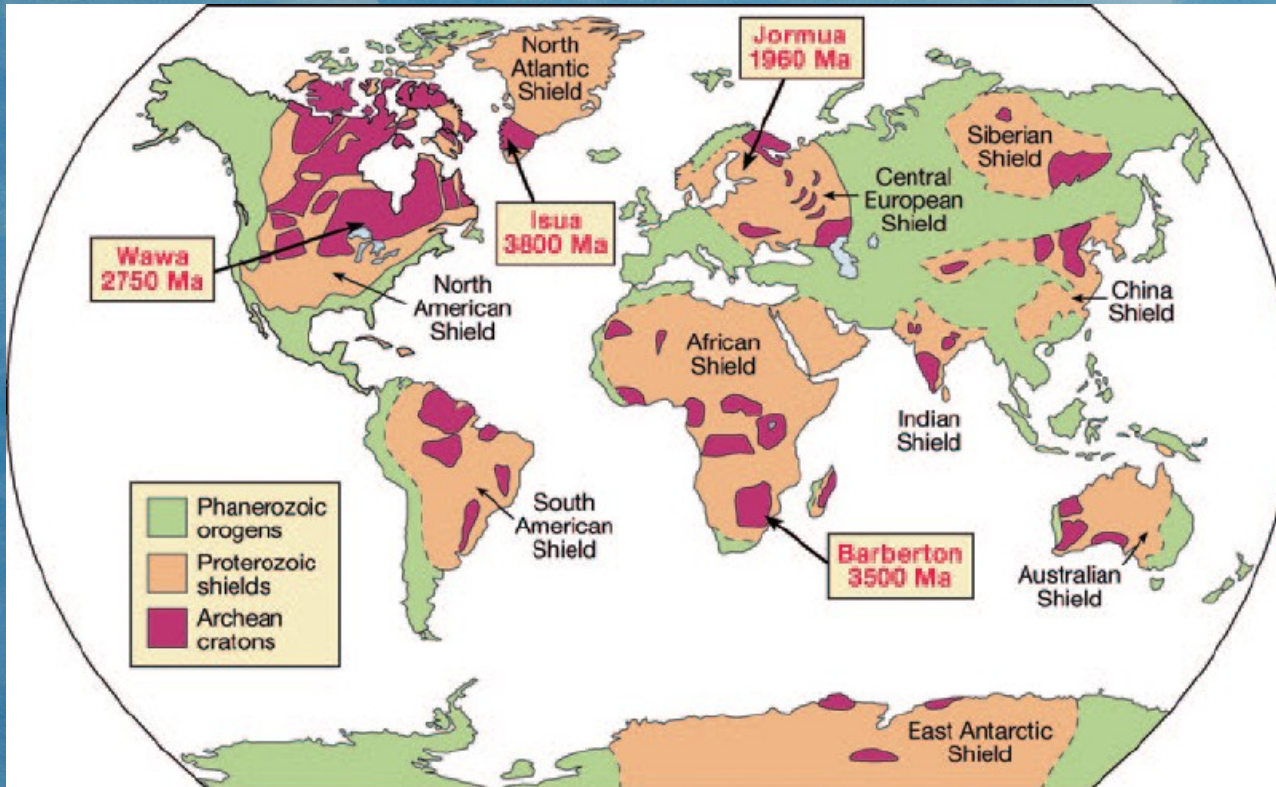 Jormua
1960 Ma
North
Atlantic
Shield
Siberian
Shield
Central
European
Shield
Isua
3800 Ma
Wawa
2750 Ma
North
American
Shield
China
Shield
African
Shield
Indian
Shield
South
American
Shield
Phanerozoic
orogens
Proterozoic
shields
Archean
cratons
Barberton
3500 Ma
Australian
Shield
East Antarctic
Shield